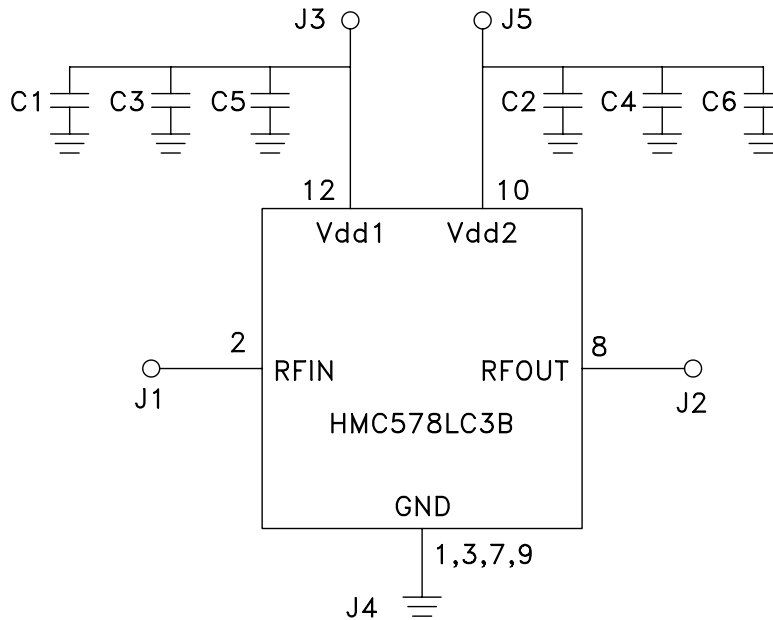 J3 J5
C1 C3 C5 C2 C4 C6
12 10
Vdd1 Vdd2
2 8
RFIN RFOUT
J1 J2
HMC578LC3B
GND
1,3,7,9
J4